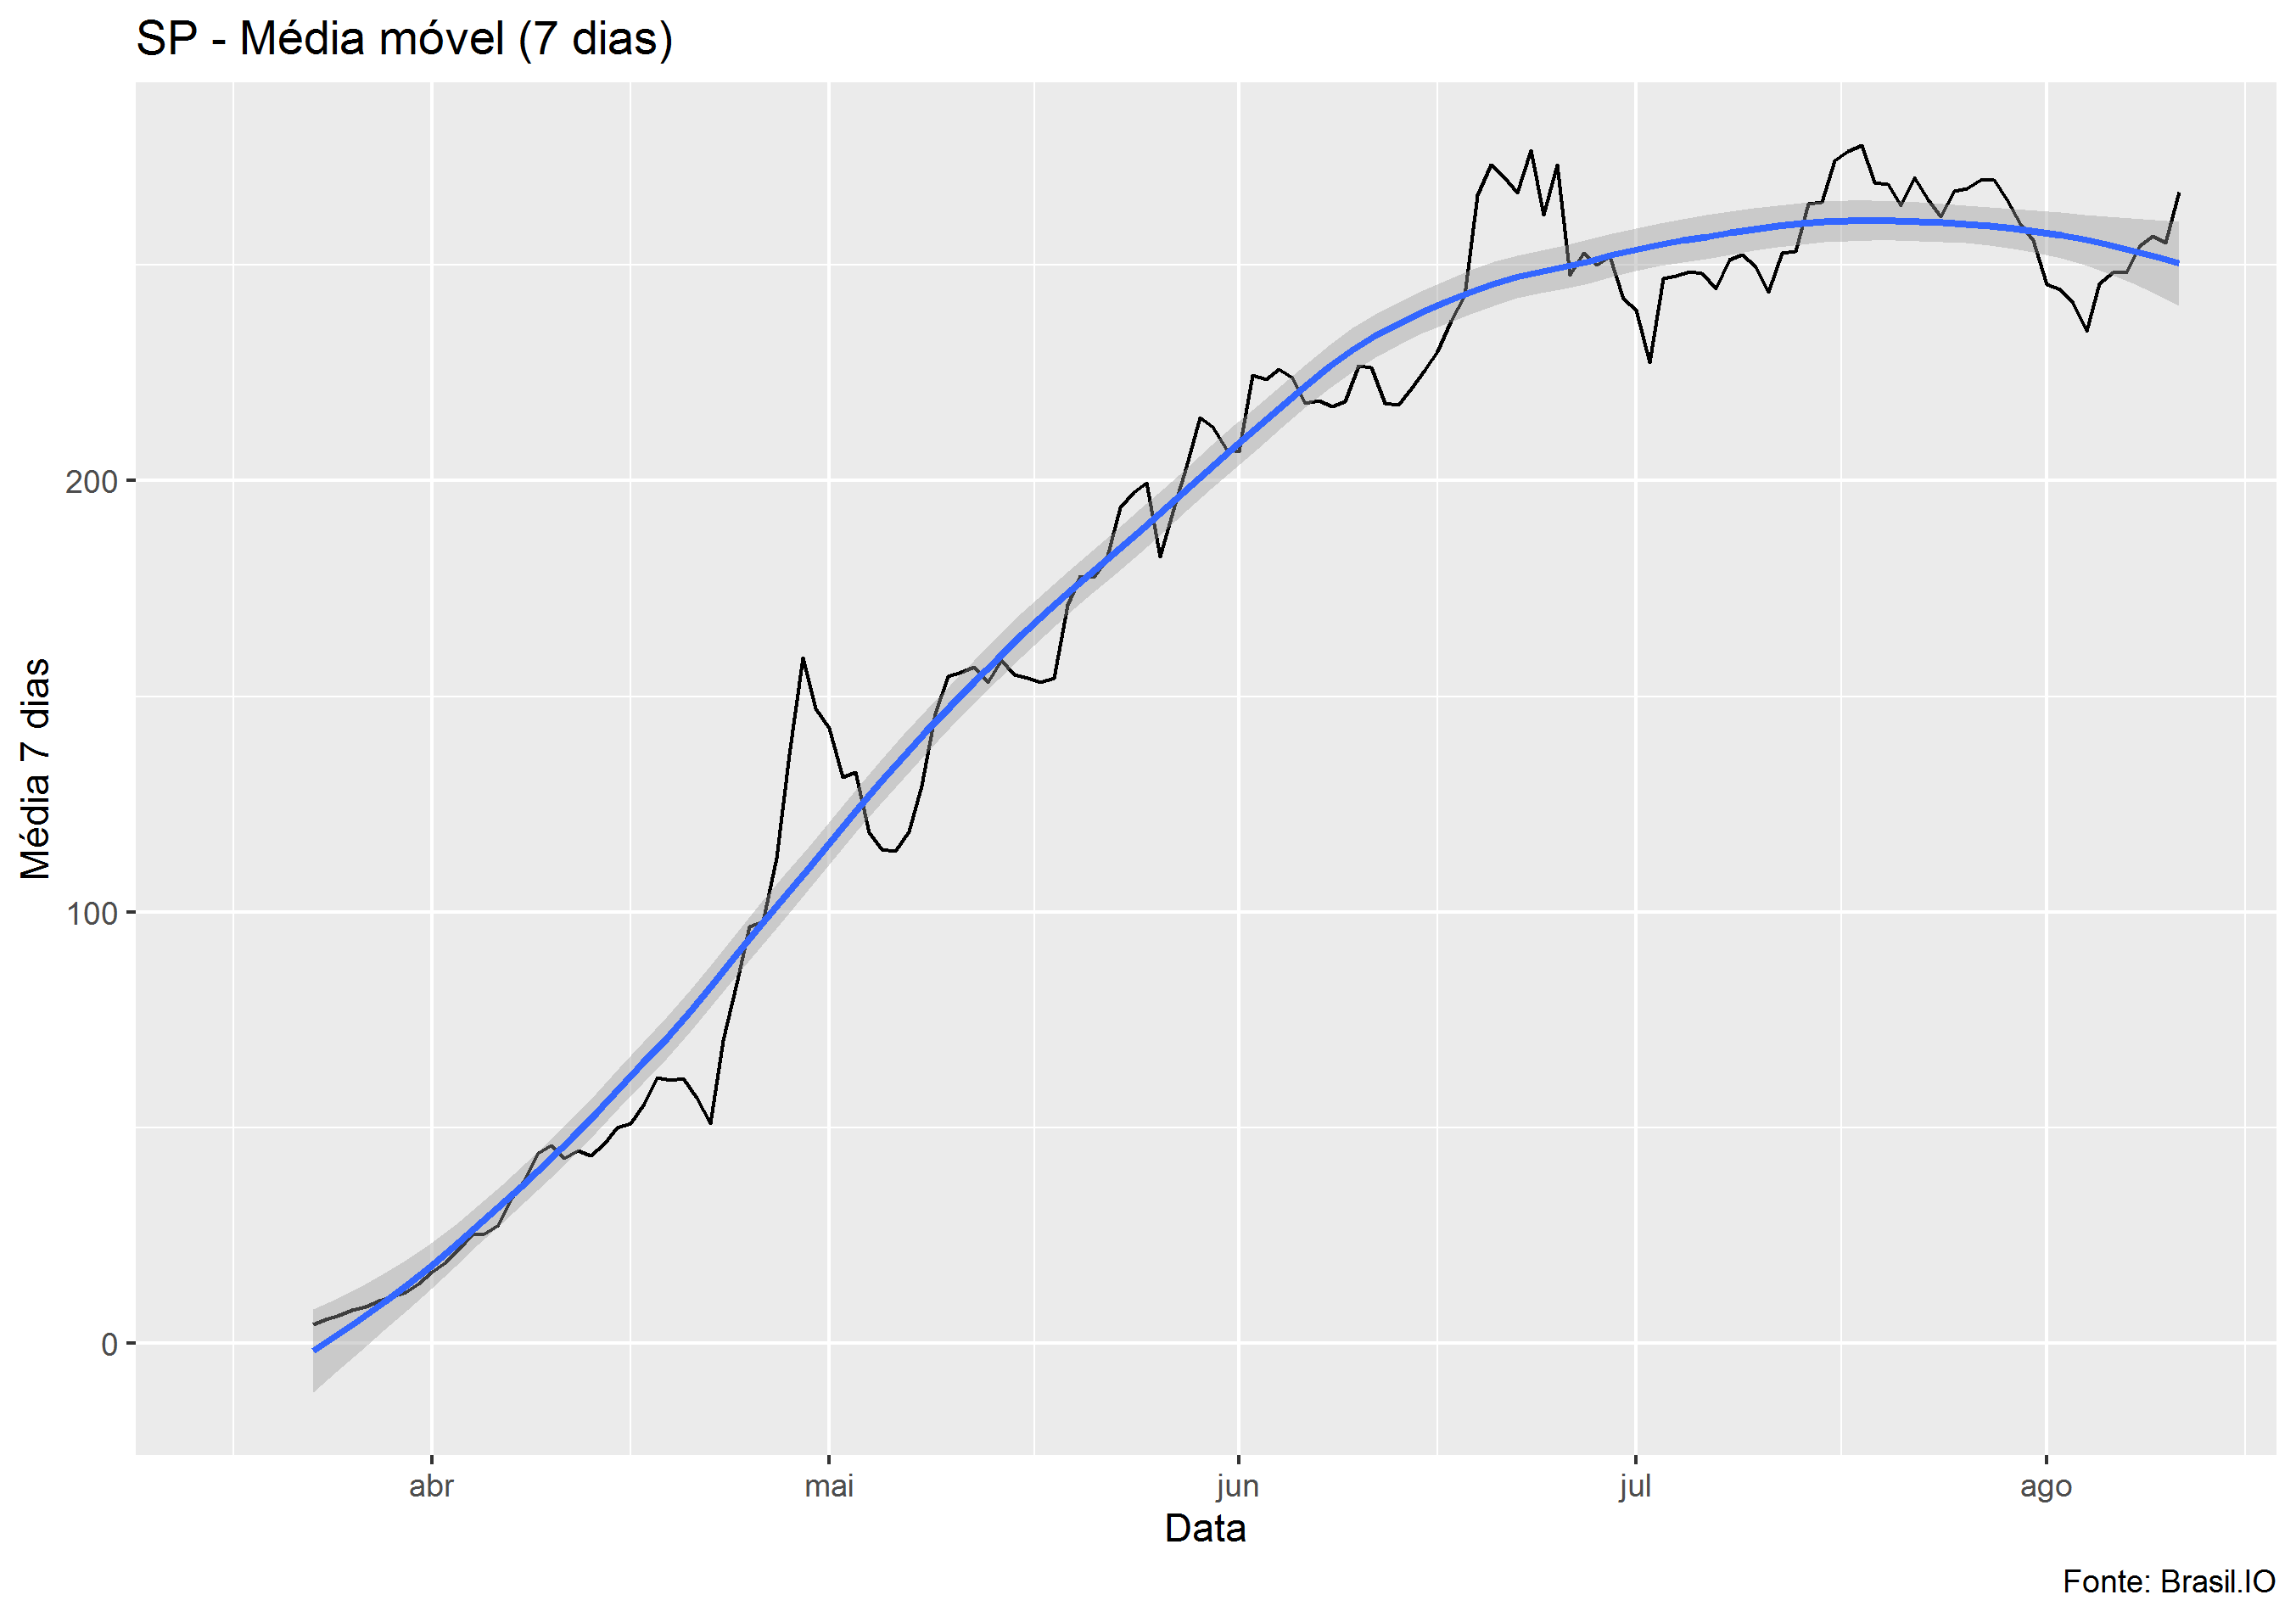 SP - Média móvel (7 dias)
Média 7 dias
200
100
0
abr mai jun jul ago
Data
Fonte: Brasil.IO